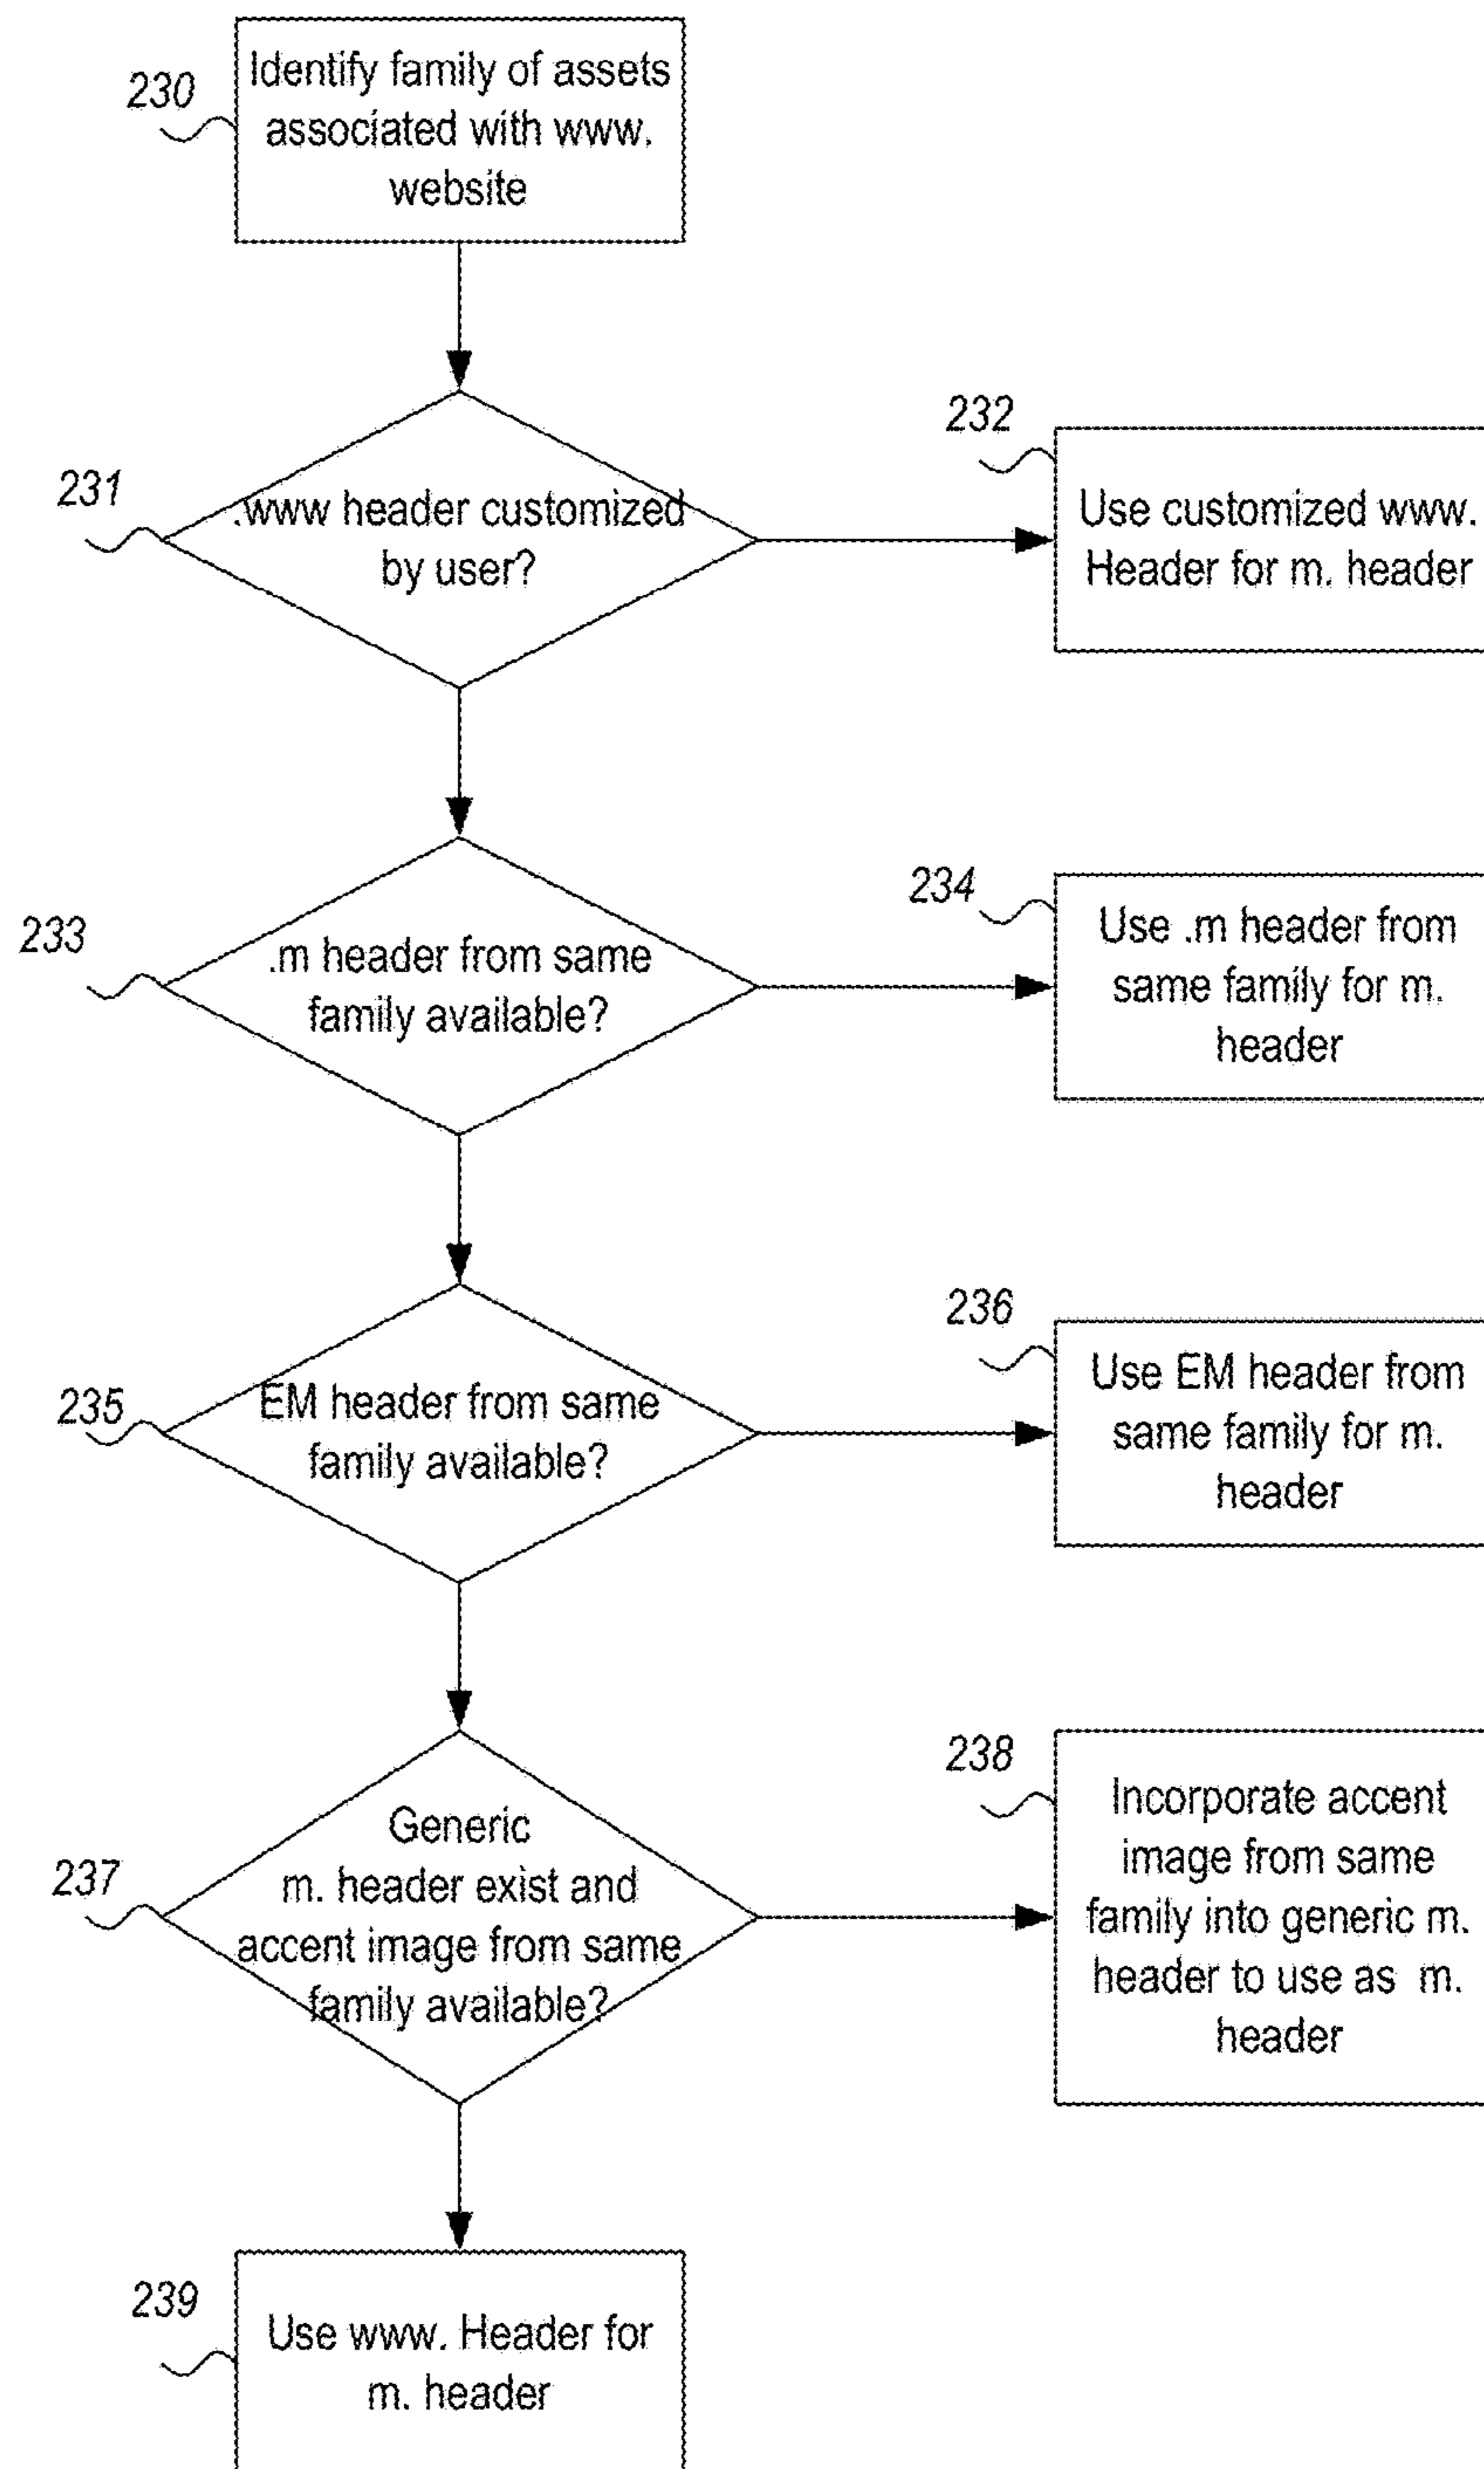 230
Identify family of assets
associated with www.
website
231
.www header customized
by user?
232
Use customized www.
Header for m. header
233
.m header from same
family available?
234
Use .m header from
same family for m.
header
235
EM header from same
family available?
236
Use EM header from
same family for m.
header
237
Generic
m. header exist and
accent image from same
family available?
238
Incorporate accent
image from same
family into generic m.
header to use as m.
header
239
Use www. Header for
m. header